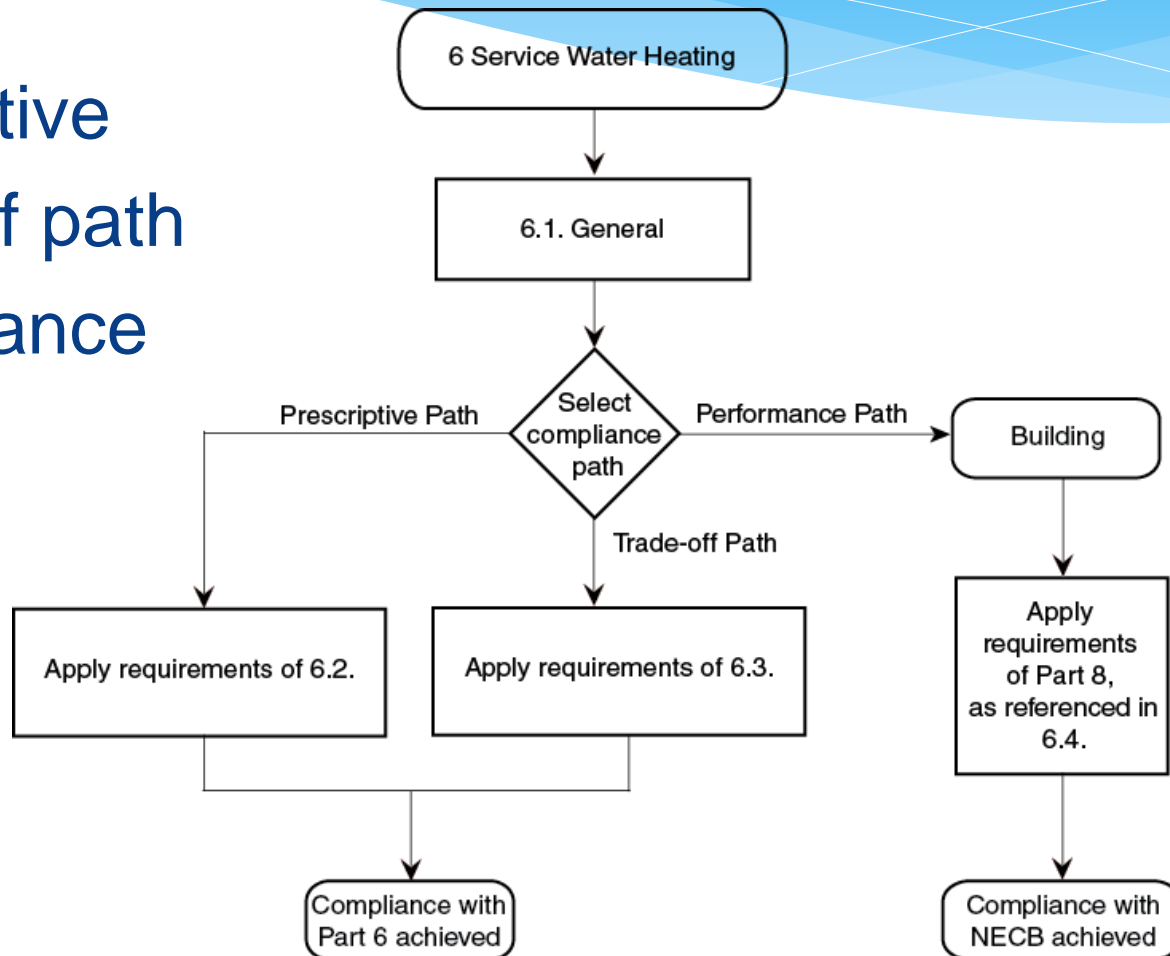 tive
f path
ance
6 Service Water Heating
6.1. General
Select
compliance
path
Prescriptive Path
Performance Path
Trade-off Path
Building
Apply requirements of 6.2.
Apply requirements of 6.3.
Apply
requirements
of Part 8,
as referenced in
6.4.
Compliance with
Part 6 achieved
Compliance with
NECB achieved